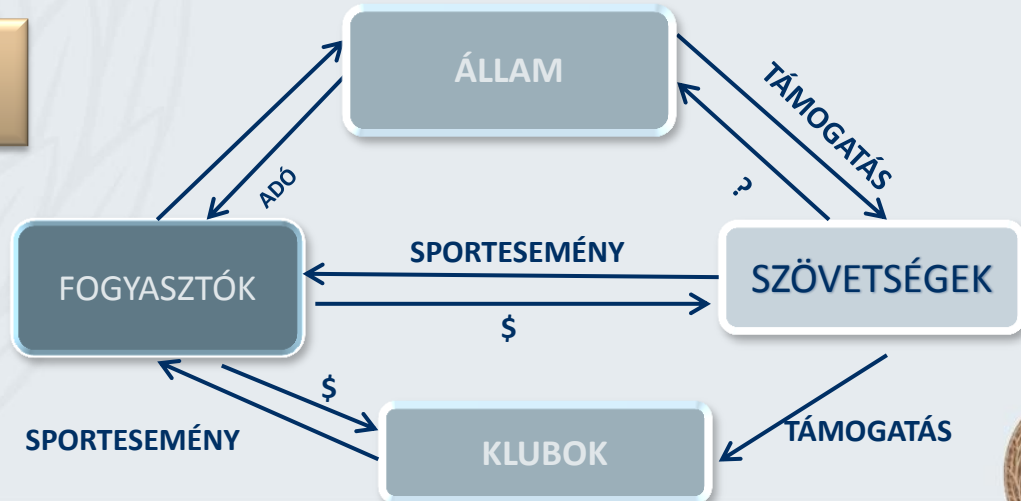 ÁLLAM
TÁMOGATÁS
ADÓ
?
SPORTESEMÉNY
FOGYASZTÓK
SZÖVETSÉGEK
$
$
SPORTESEMÉNY
TÁMOGATÁS
KLUBOK